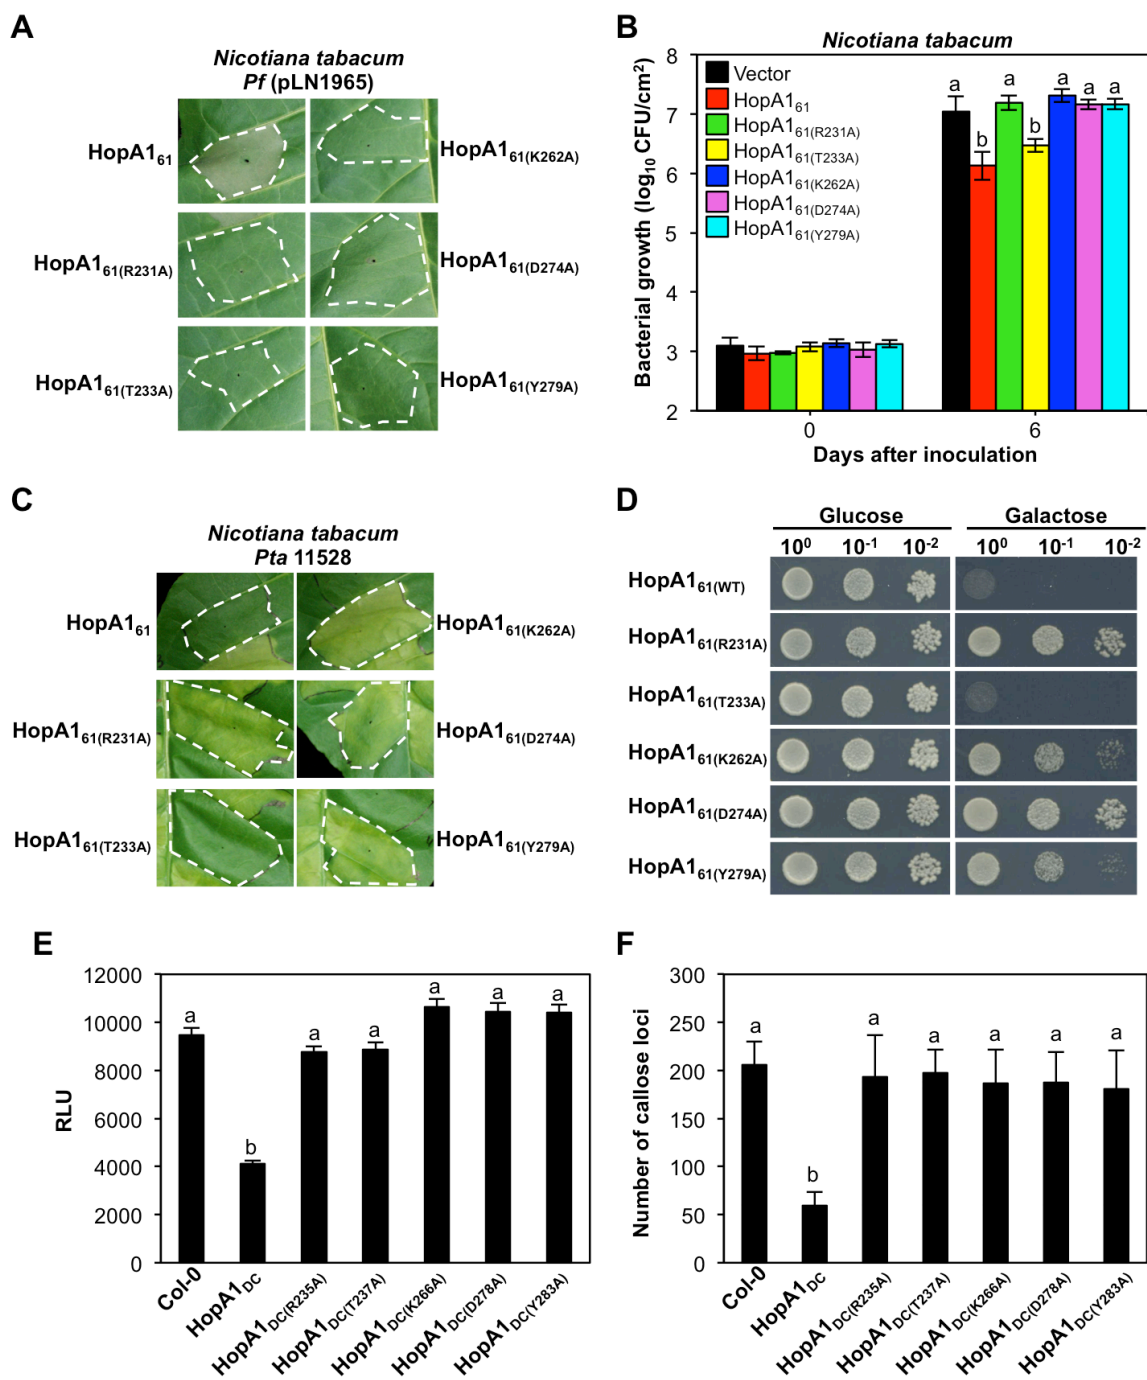 A
Nicotiana tabacum
Pf (pLN1965)
HopA161
HopA161(K262A)
HopA161(R231A)
HopA161(D274A)
HopA161(T233A)
HopA161(Y279A)
B
Nicotiana tabacum
Bacterial growth (log10 CFU/cm2)
8
7
6
5
4
3
2
Vector
HopA161
HopA161(R231A)
HopA161(T233A)
HopA161(K262A)
HopA161(D274A)
HopA161(Y279A)
a
b
a
b
a
a
a
0
6
Days after inoculation
C
Nicotiana tabacum
Pta 11528
HopA161
HopA161(K262A)
HopA161(R231A)
HopA161(D274A)
HopA161(T233A)
HopA161(Y279A)
D
Glucose
Galactose
100 10-1 10-2 100 10-1 10-2
HopA161(WT)
HopA161(R231A)
HopA161(T233A)
HopA161(K262A)
HopA161(D274A)
HopA161(Y279A)
E
RLU
12000
10000
8000
6000
4000
2000
0
a
b
a
a
a
a
a
Col-0
HopA1DC
HopA1DC(R235A)
HopA1DC(T237A)
HopA1DC(K266A)
HopA1DC(D278A)
HopA1DC(Y283A)
F
Number of callose loci
300
250
200
150
100
50
0
a
b
a
a
a
a
a
Col-0
HopA1DC
HopA1DC(R235A)
HopA1DC(T237A)
HopA1DC(K266A)
HopA1DC(D278A)
HopA1DC(Y283A)